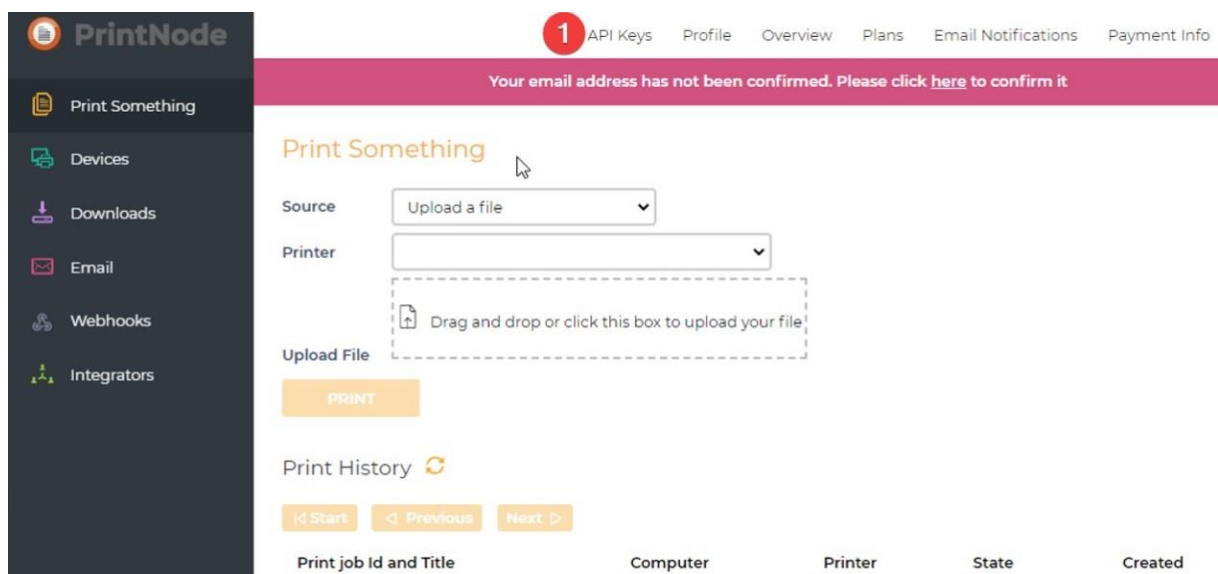 PrintNode
1 API Keys Profile Overview Plans Email Notifications Payment Info
Your email address has not been confirmed. Please click here to confirm it
Print Something
Devices
Downloads
Email
Webhooks
Integrators
Print Something
Source Upload a file
Printer
Drag and drop or click this box to upload your file
Upload File
PRINT
Print History
Start Previous Next
Print job Id and Title Computer Printer State Created